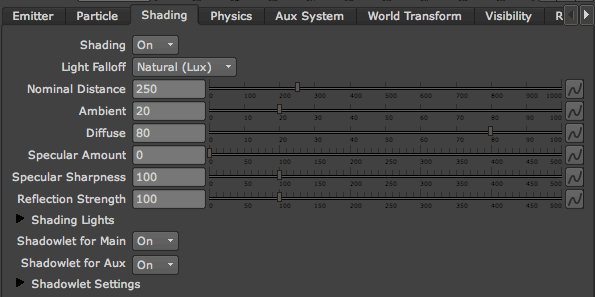 Emitter Particle Shading Physics Aux System World Transform Visibility R
Shading On
Light Falloff Natural (Lux)
Nominal Distance 250
0 100 200 300 400 500 600 700 800 900 1000
Ambient 20
0 10 20 30 40 50 60 70 80 90 100
Diffuse 80
0 10 20 30 40 50 60 70 80 90 100
Specular Amount 0
0 50 100 150 200 250 300 350 400 450 500
Specular Sharpness 100
0 50 100 150 200 250 300 350 400 450 500
Reflection Strength 100
0 50 100 150 200 250 300 350 400 450 500
Shading Lights
Shadowlet for Main On
Shadowlet for Aux On
Shadowlet Settings